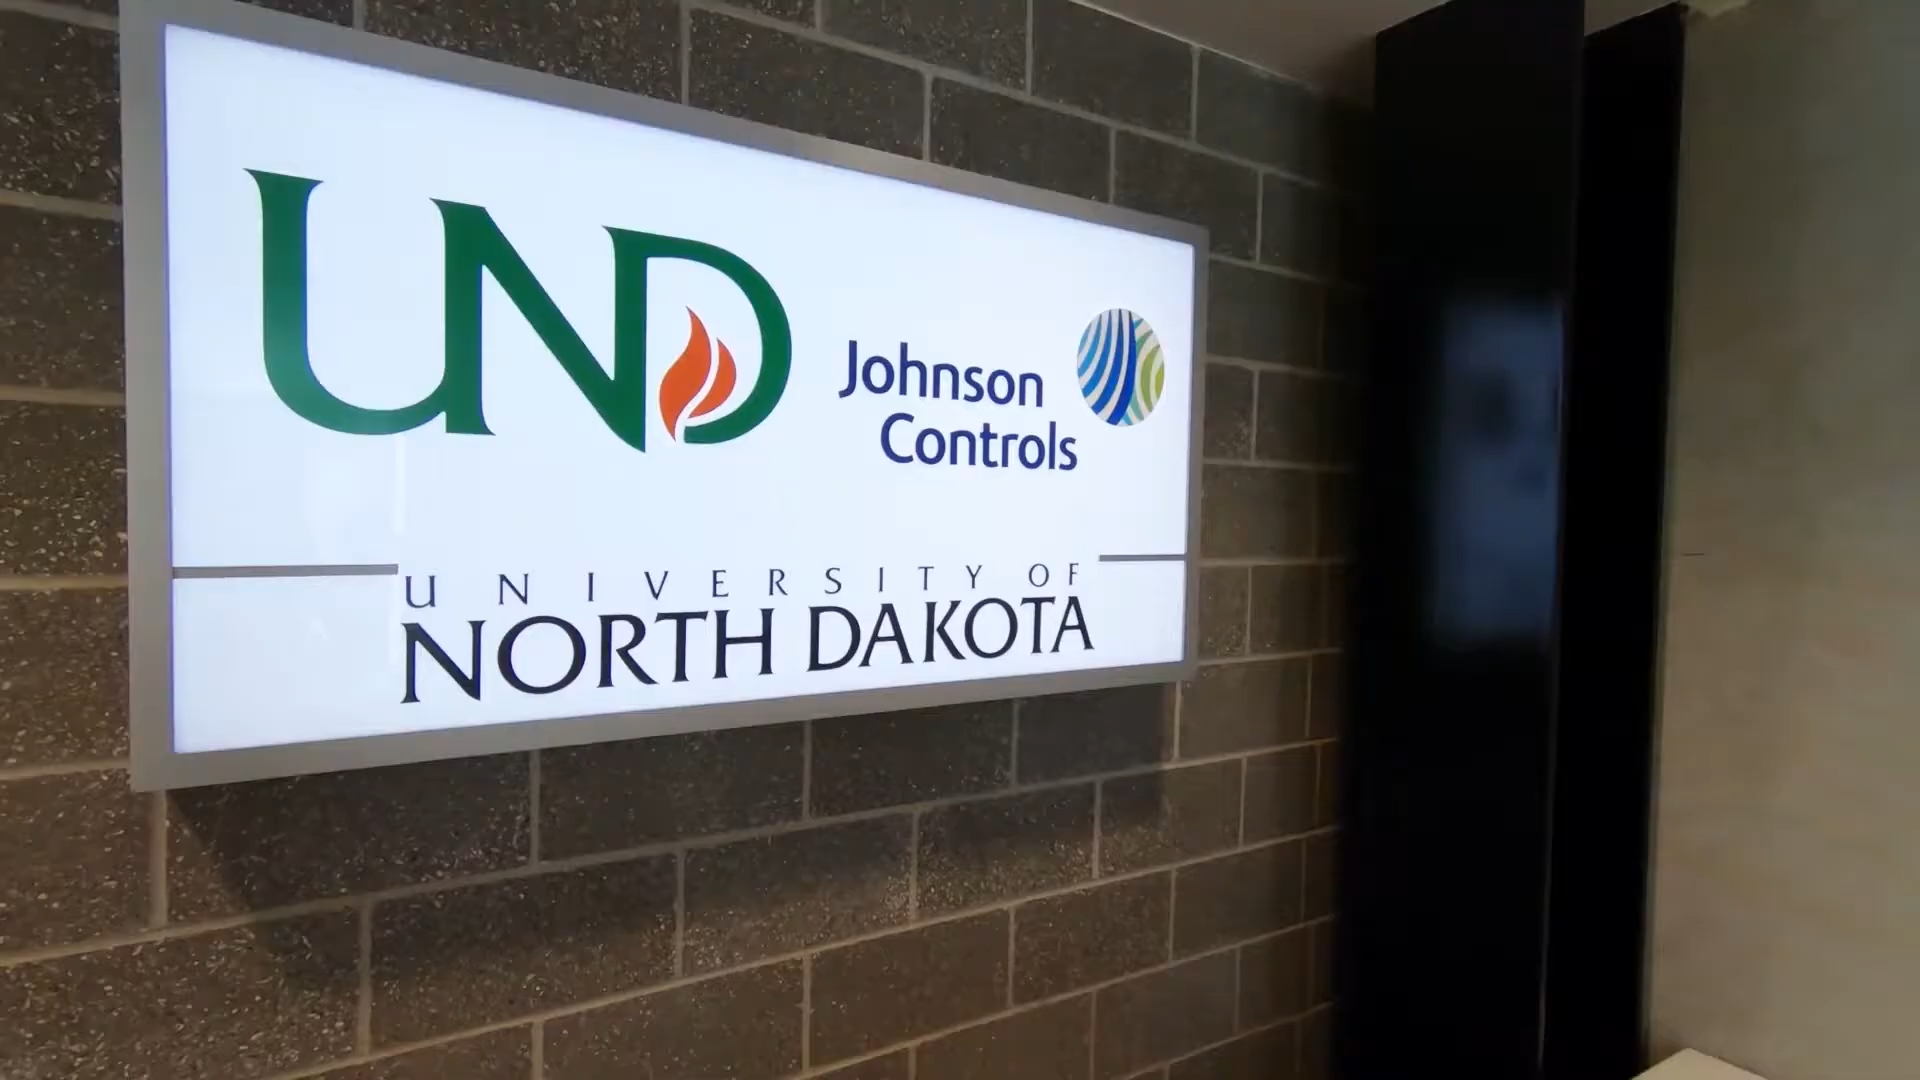 UND
Johnson
Controls
UNIVERSITY OF
NORTH DAKOTA